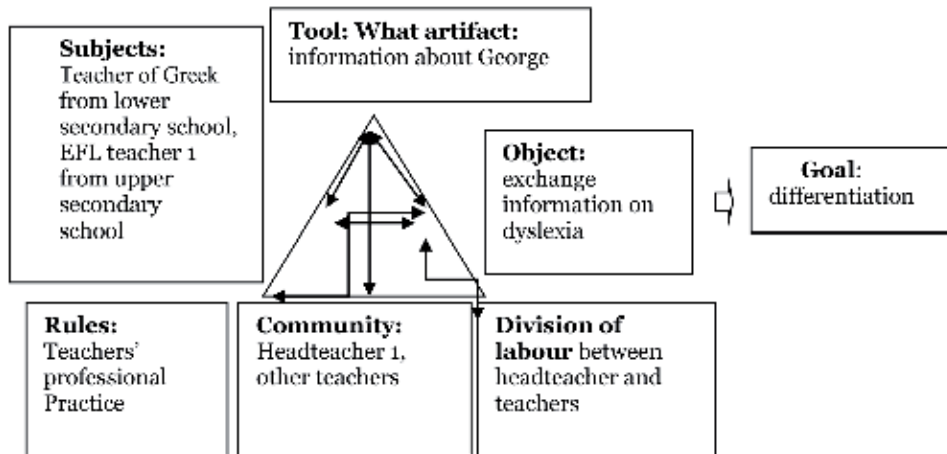 Subjects:
Teacher of Greek
from lower
secondary school,
EFL teacher 1
from upper
secondary
school
Tool: What artifact:
information about George
Object:
exchange
information on
dyslexia
Goal:
differentiation
Rules:
Teachers'
professional
Practice
Community:
Headteacher 1,
other teachers
Division of
labour between
headteacher and
teachers